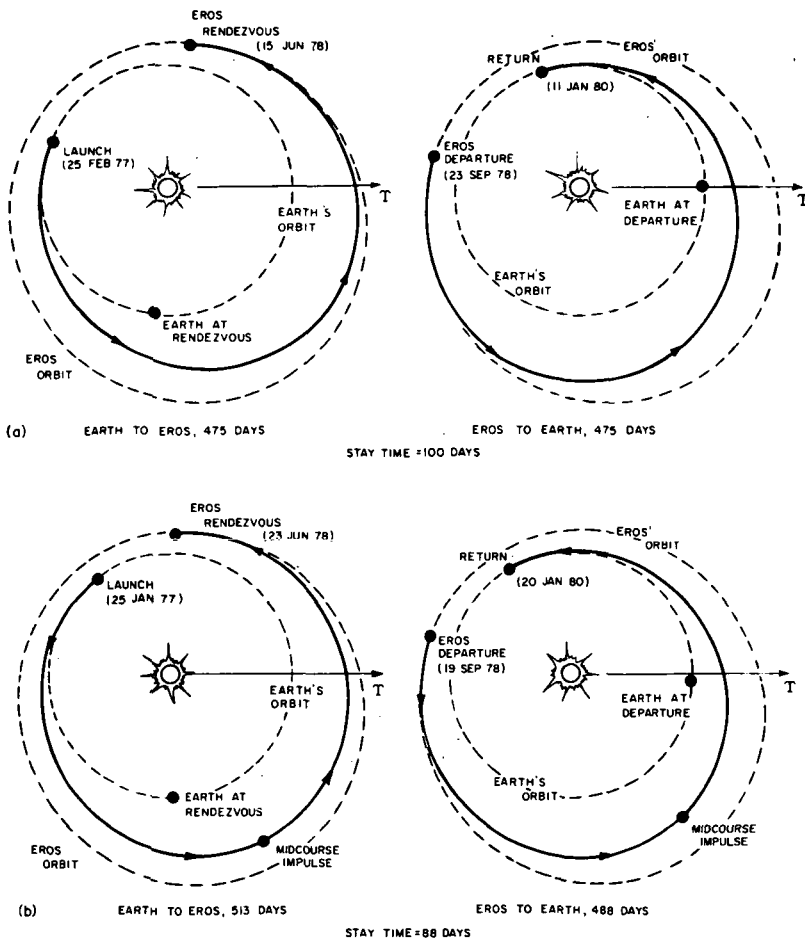 EROS
RENDEZVOUS
(15 JUN 78)
LAUNCH
(25 FEB 77)
EARTH'S
ORBIT
EARTH AT
RENDEZVOUS
EROS
ORBIT
ϒ
RETURN
(11 JAN 80)
EROS'
ORBIT
EROS
DEPARTURE
(23 SEP 78)
EARTH AT
DEPARTURE
EARTH'S
ORBIT
ϒ
(a) EARTH TO EROS, 475 DAYS
EROS TO EARTH, 475 DAYS
STAY TIME = 100 DAYS
EROS
RENDEZVOUS
(23 JUN 78)
LAUNCH
(25 JAN 77)
EARTH'S
ORBIT
EARTH AT
RENDEZVOUS
EROS
ORBIT
MIDCOURSE
IMPULSE
ϒ
EROS'
ORBIT
RETURN
(20 JAN 80)
EROS
DEPARTURE
(19 SEP 78)
EARTH AT
DEPARTURE
EARTH'S
ORBIT
MIDCOURSE
IMPULSE
ϒ
(b) EARTH TO EROS, 513 DAYS
EROS TO EARTH, 488 DAYS
STAY TIME = 88 DAYS